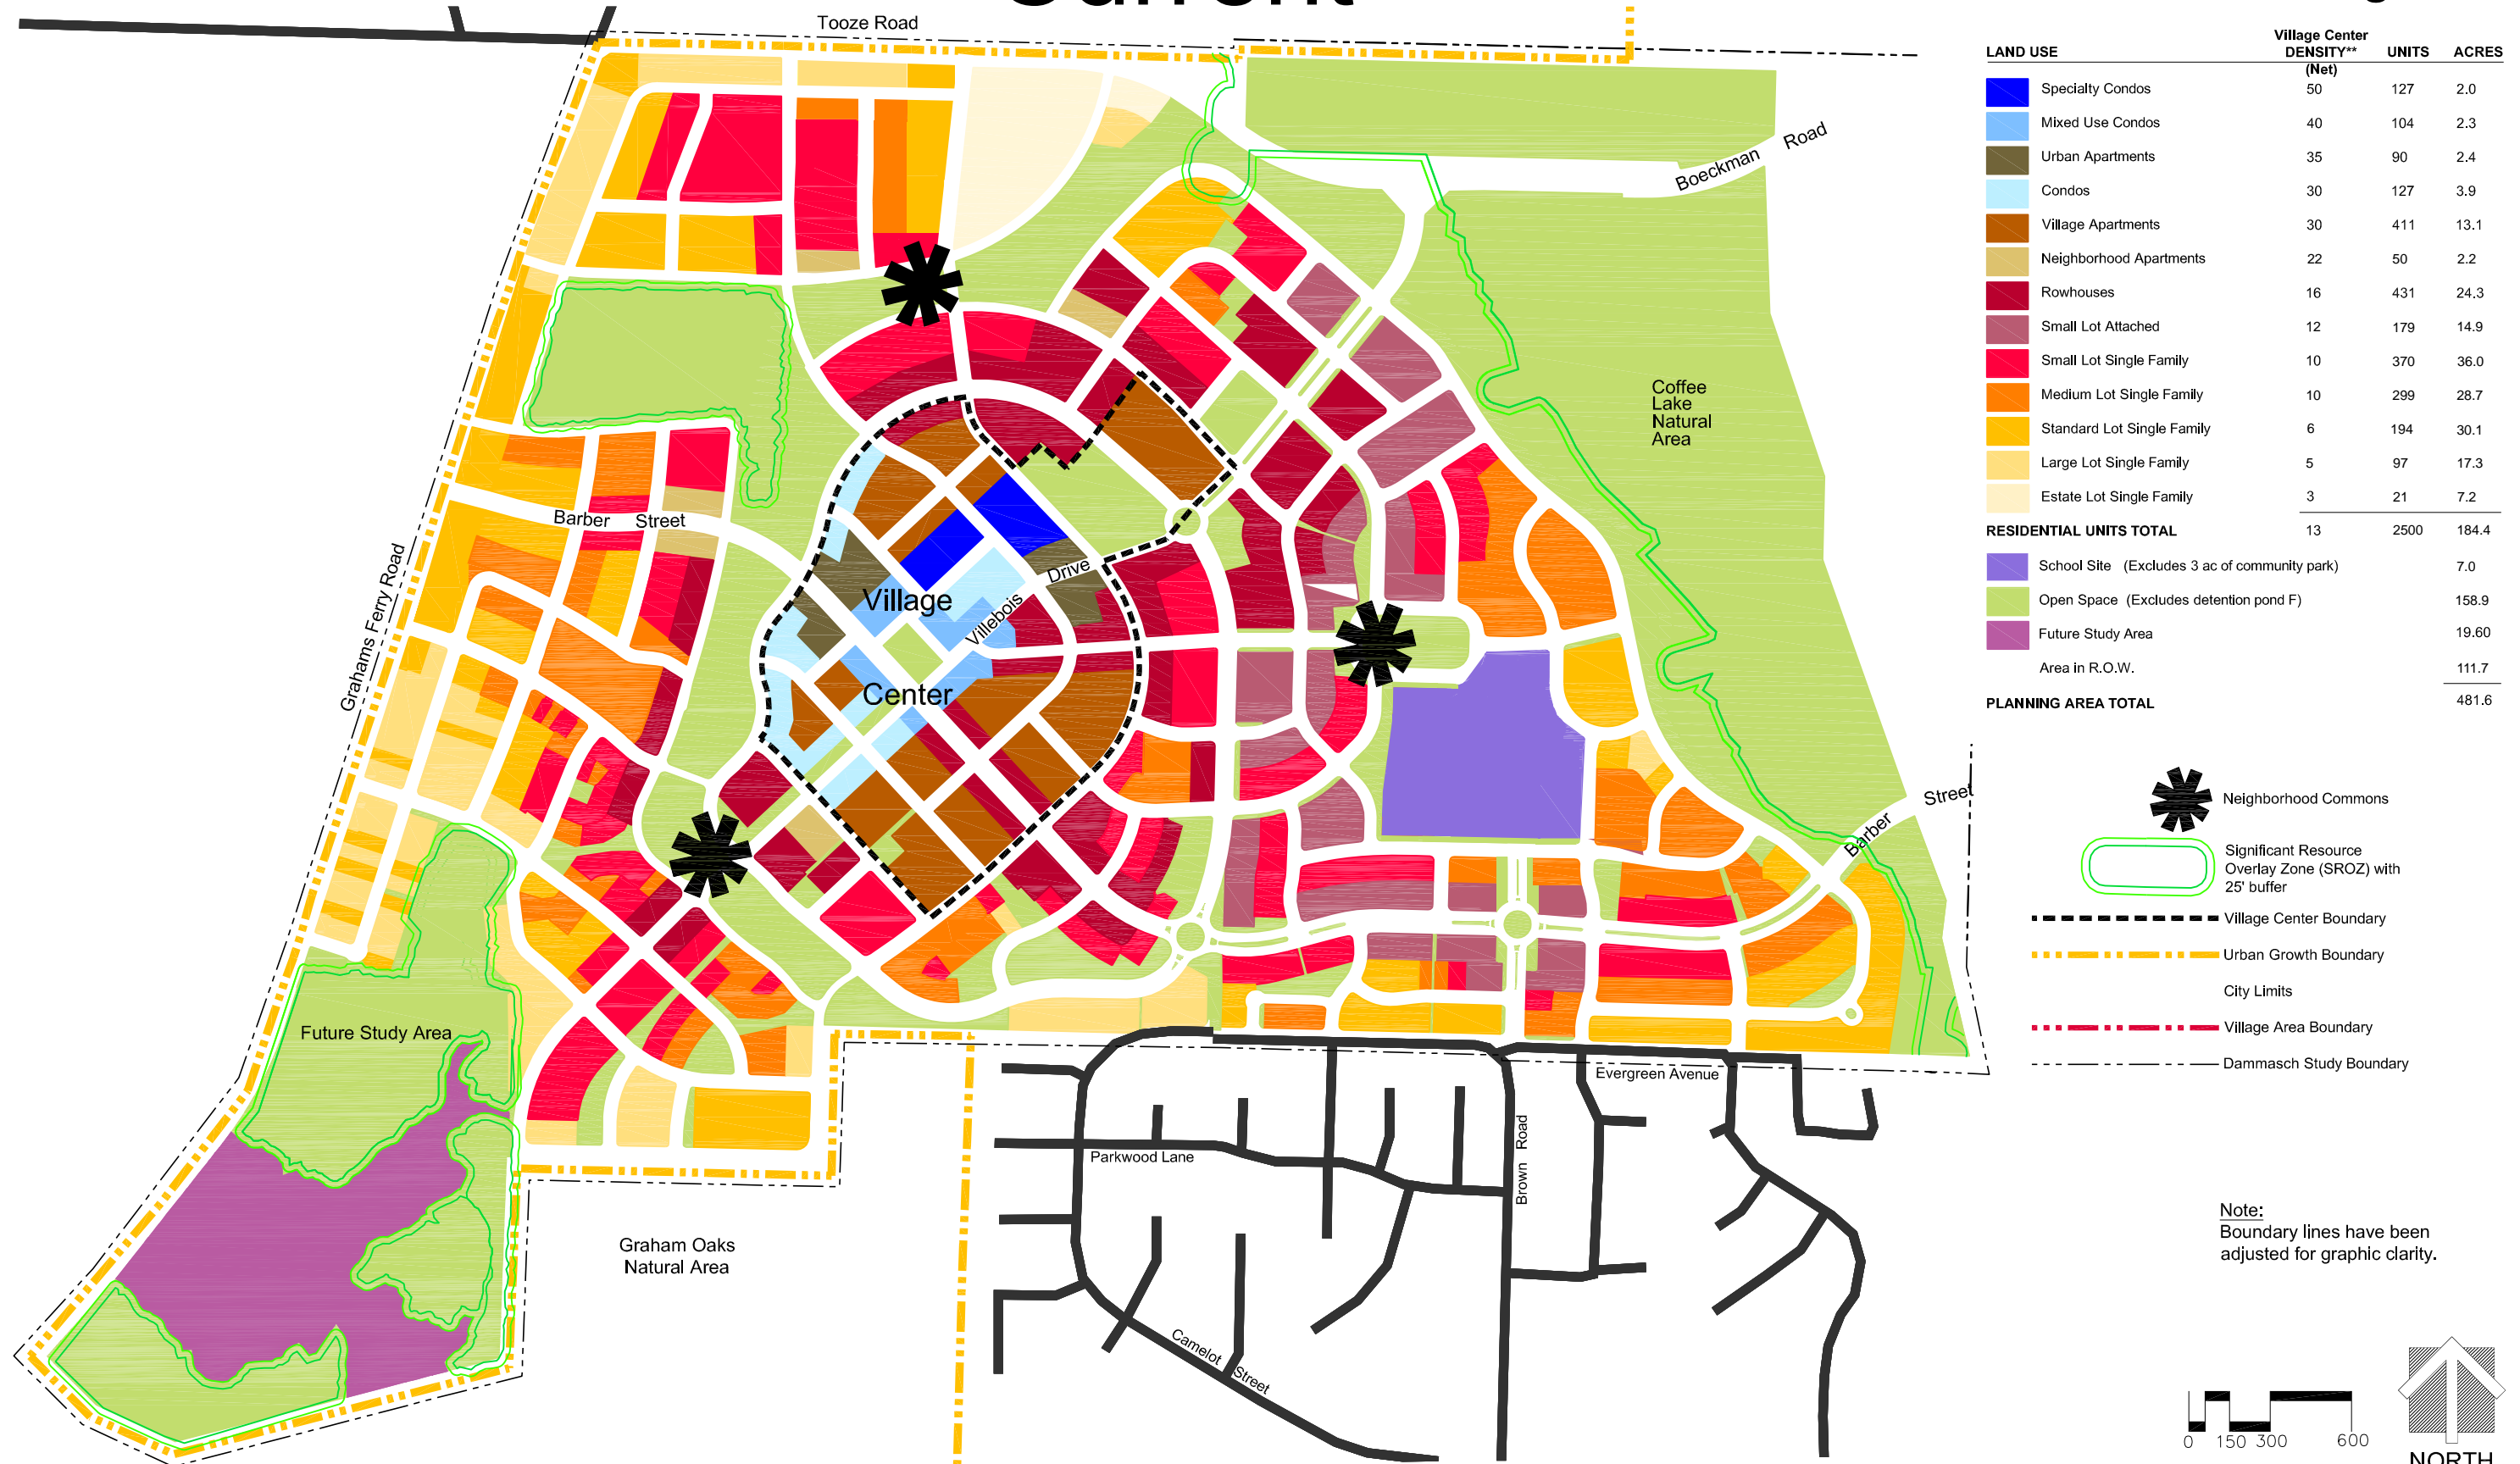 Tooze Road
Boeckman Road
Coffee
Lake
Natural
Area
Barber Street
Grahams Ferry Road
Drive
Villebois
Village
Center
Street
Barber
Future Study Area
Evergreen Avenue
Parkwood Lane
Brown Road
Graham Oaks
Natural Area
Camelot Street
LAND USE Village Center DENSITY** (Net) UNITS ACRES
Specialty Condos 50 127 2.0
Mixed Use Condos 40 104 2.3
Urban Apartments 35 90 2.4
Condos 30 127 3.9
Village Apartments 30 411 13.1
Neighborhood Apartments 22 50 2.2
Rowhouses 16 431 24.3
Small Lot Attached 12 179 14.9
Small Lot Single Family 10 370 36.0
Medium Lot Single Family 10 299 28.7
Standard Lot Single Family 6 194 30.1
Large Lot Single Family 5 97 17.3
Estate Lot Single Family 3 21 7.2
RESIDENTIAL UNITS TOTAL 13 2500 184.4
School Site (Excludes 3 ac of community park) 7.0
Open Space (Excludes detention pond F) 158.9
Future Study Area 19.60
Area in R.O.W. 111.7
PLANNING AREA TOTAL 481.6
Neighborhood Commons
Significant Resource
Overlay Zone (SROZ) with
25' buffer
Village Center Boundary
Urban Growth Boundary
City Limits
Village Area Boundary
Dammasch Study Boundary
Note:
Boundary lines have been
adjusted for graphic clarity.
0 150 300 600
NORTH